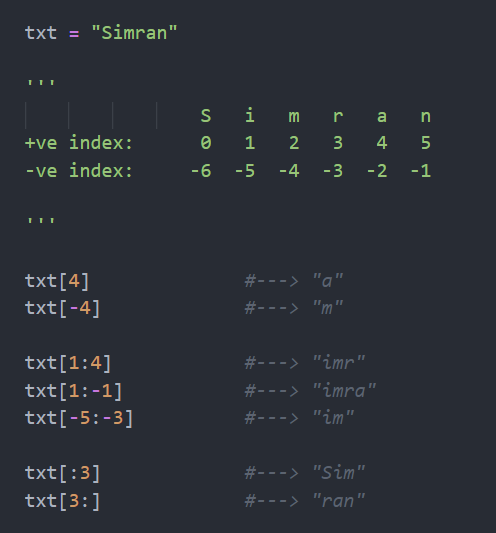 txt = "Simran"
'''
S i m r a n
+ve index: 0 1 2 3 4 5
-ve index: -6 -5 -4 -3 -2 -1
'''
txt[4] #---> "a"
txt[-4] #---> "m"
txt[1:4] #---> "imr"
txt[1:-1] #---> "imra"
txt[-5:-3] #---> "im"
txt[:3] #---> "Sim"
txt[3:] #---> "ran"